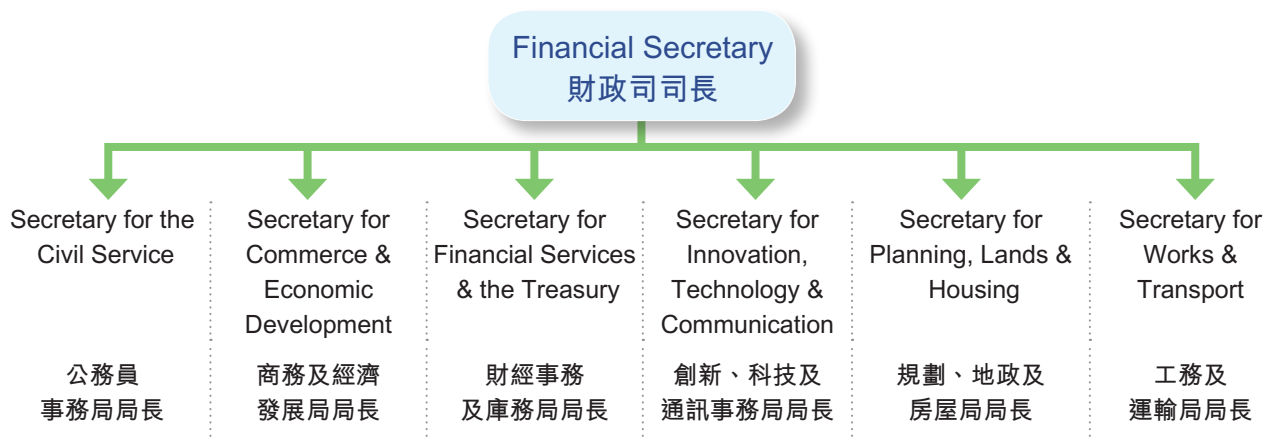 Financial Secretary
財政司司長
Secretary for the
Civil Service
公務員
事務局局長
Secretary for
Commerce &
Economic
Development
商務及經濟
發展局局長
Secretary for
Financial Services
& the Treasury
財經事務
及庫務局局長
Secretary for
Innovation,
Technology &
Communication
創新、科技及
通訊事務局局長
Secretary for
Planning, Lands &
Housing
規劃、地政及
房屋局局長
Secretary for
Works &
Transport
工務及
運輸局局長